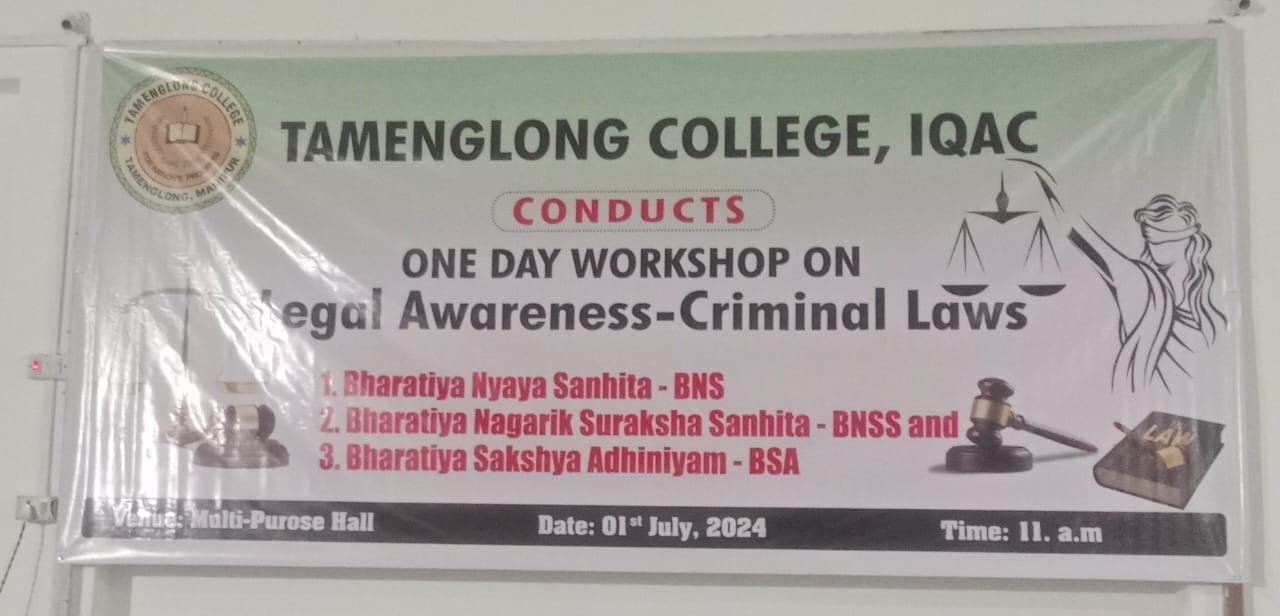 TAMENGLONG COLLEGE
TAMENGLONG, MANIPUR
TAMENGLONG COLLEGE, IQAC
CONDUCTS
ONE DAY WORKSHOP ON
Legal Awareness-Criminal Laws
1. Bharatiya Nyaya Sanhita - BNS
2. Bharatiya Nagarik Suraksha Sanhita - BNSS and
3. Bharatiya Sakshya Adhiniyam - BSA
LAW
Venue: Multi-Purose Hall
Date: 01st July, 2024
Time: 11. a.m